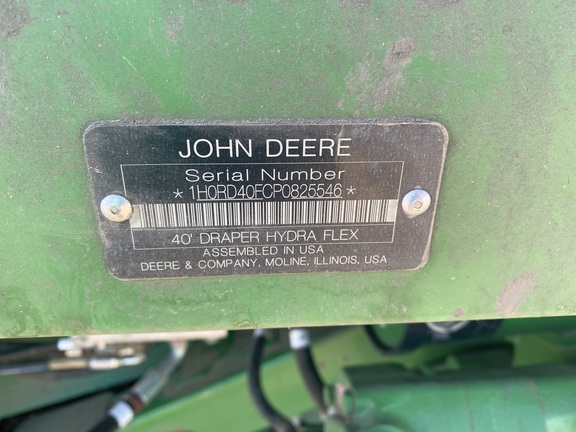 JOHN DEERE
Serial Number
*1H0RD40FCP0825546*
40' DRAPER HYDRA FLEX
ASSEMBLED IN USA
DEERE & COMPANY, MOLINE, ILLINOIS, USA